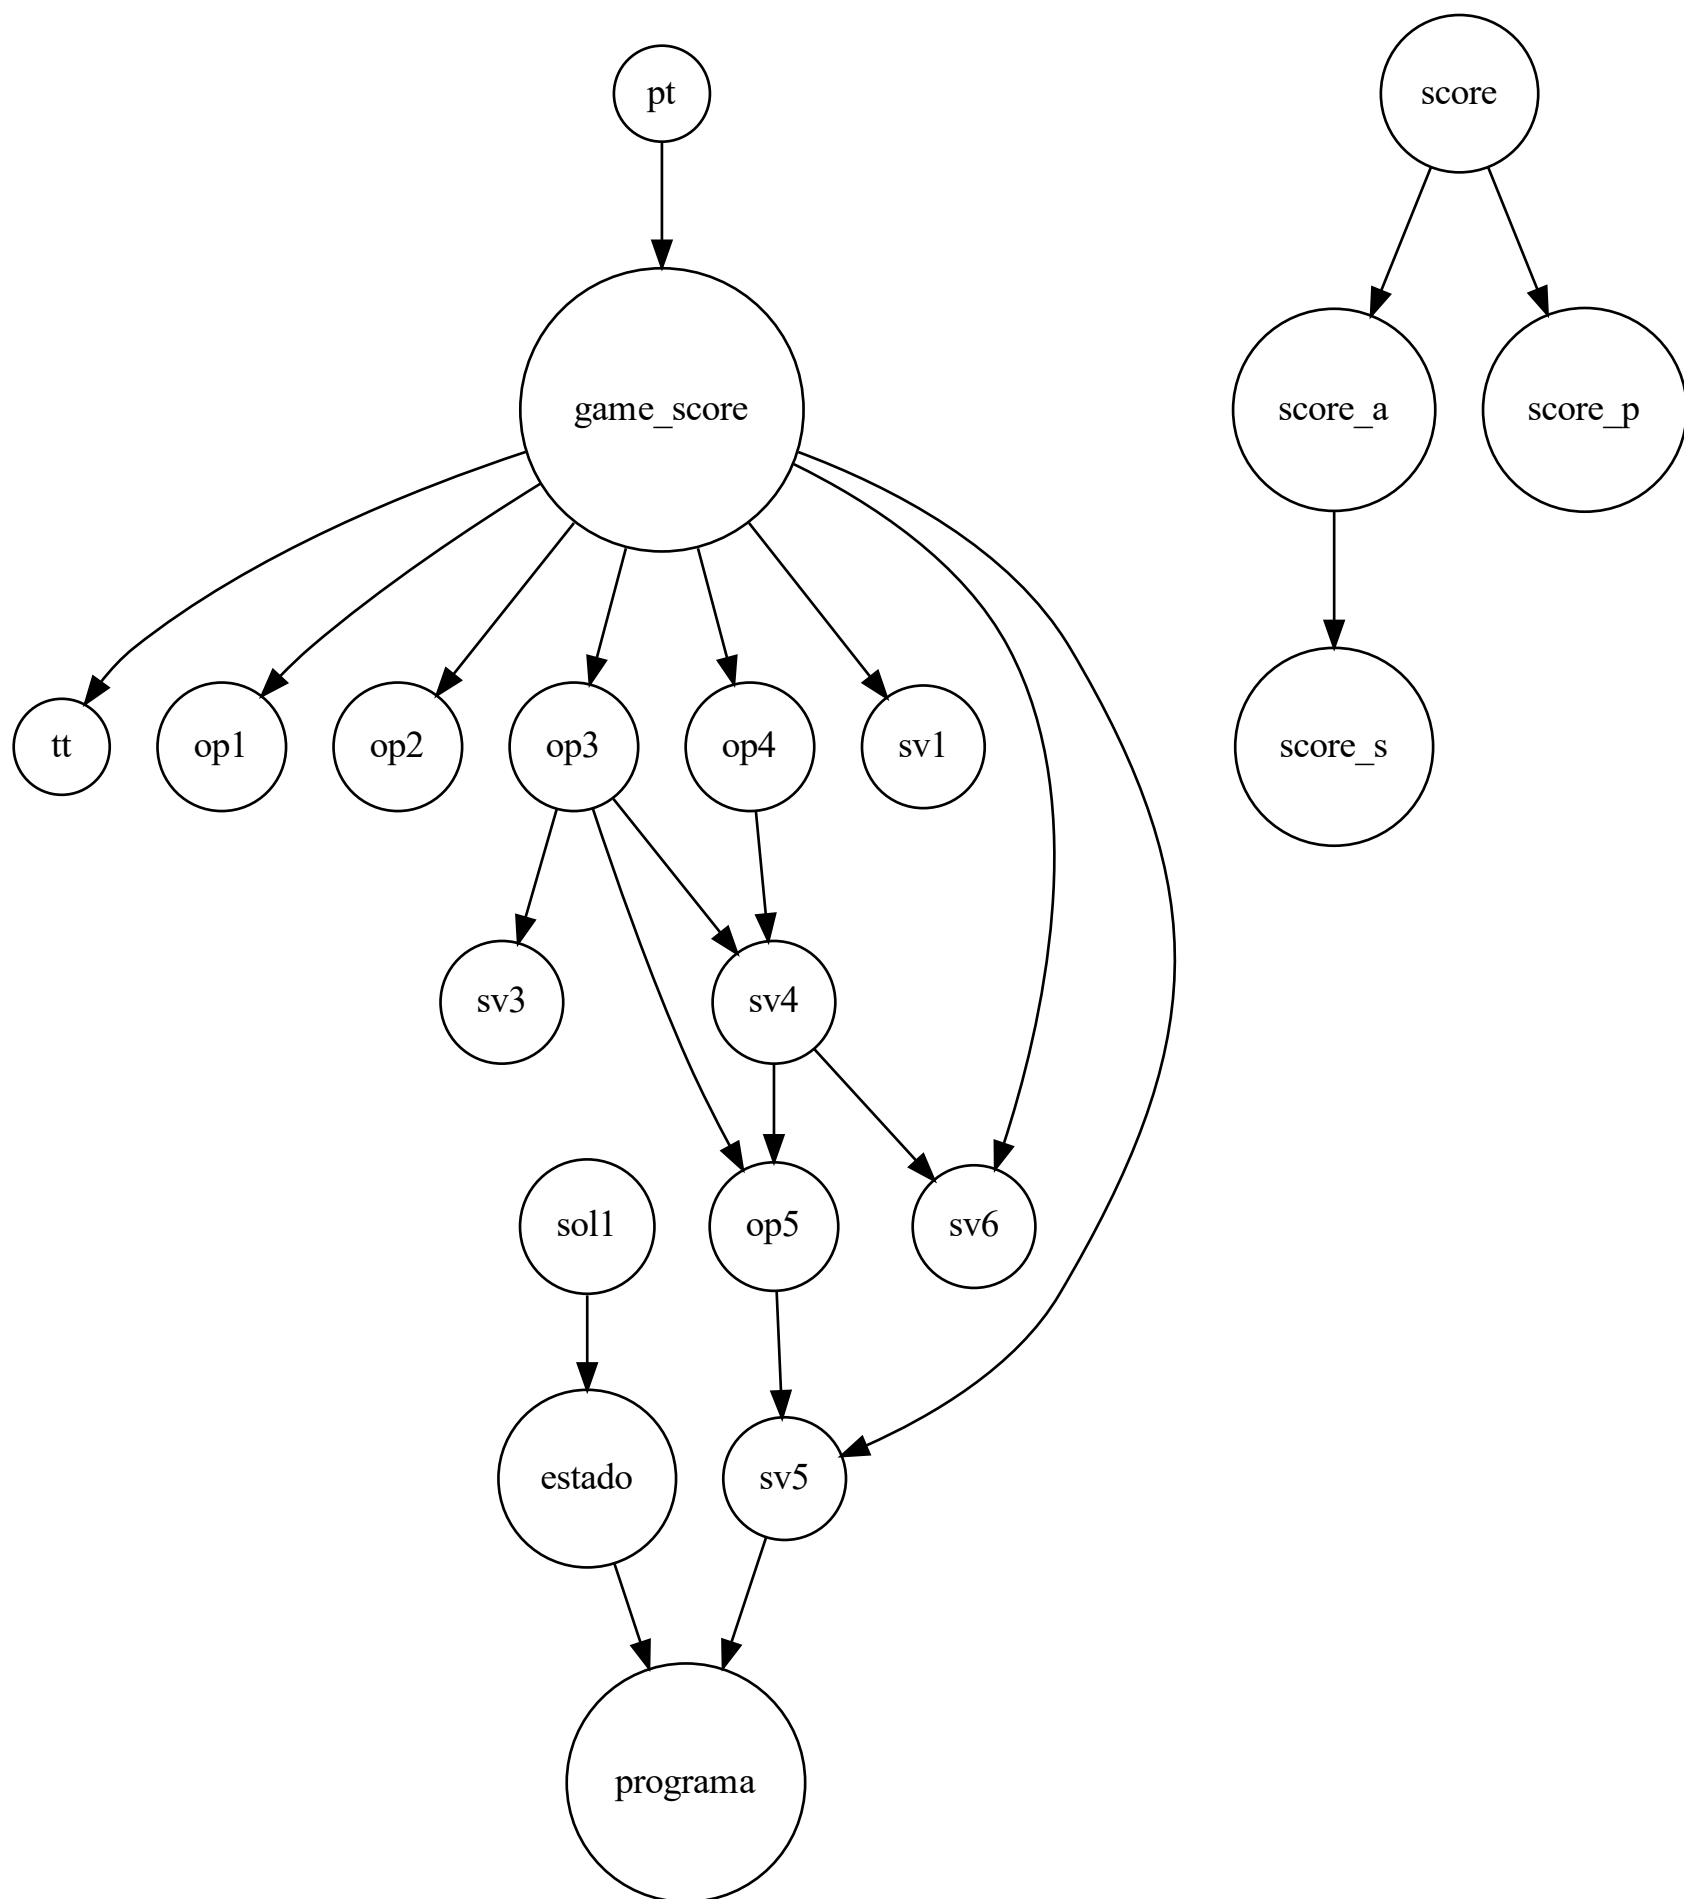 pt
score
game_score
score_a
score_p
tt
op1
op2
op3
op4
sv1
score_s
sv3
sv4
sol1
op5
sv6
estado
sv5
programa